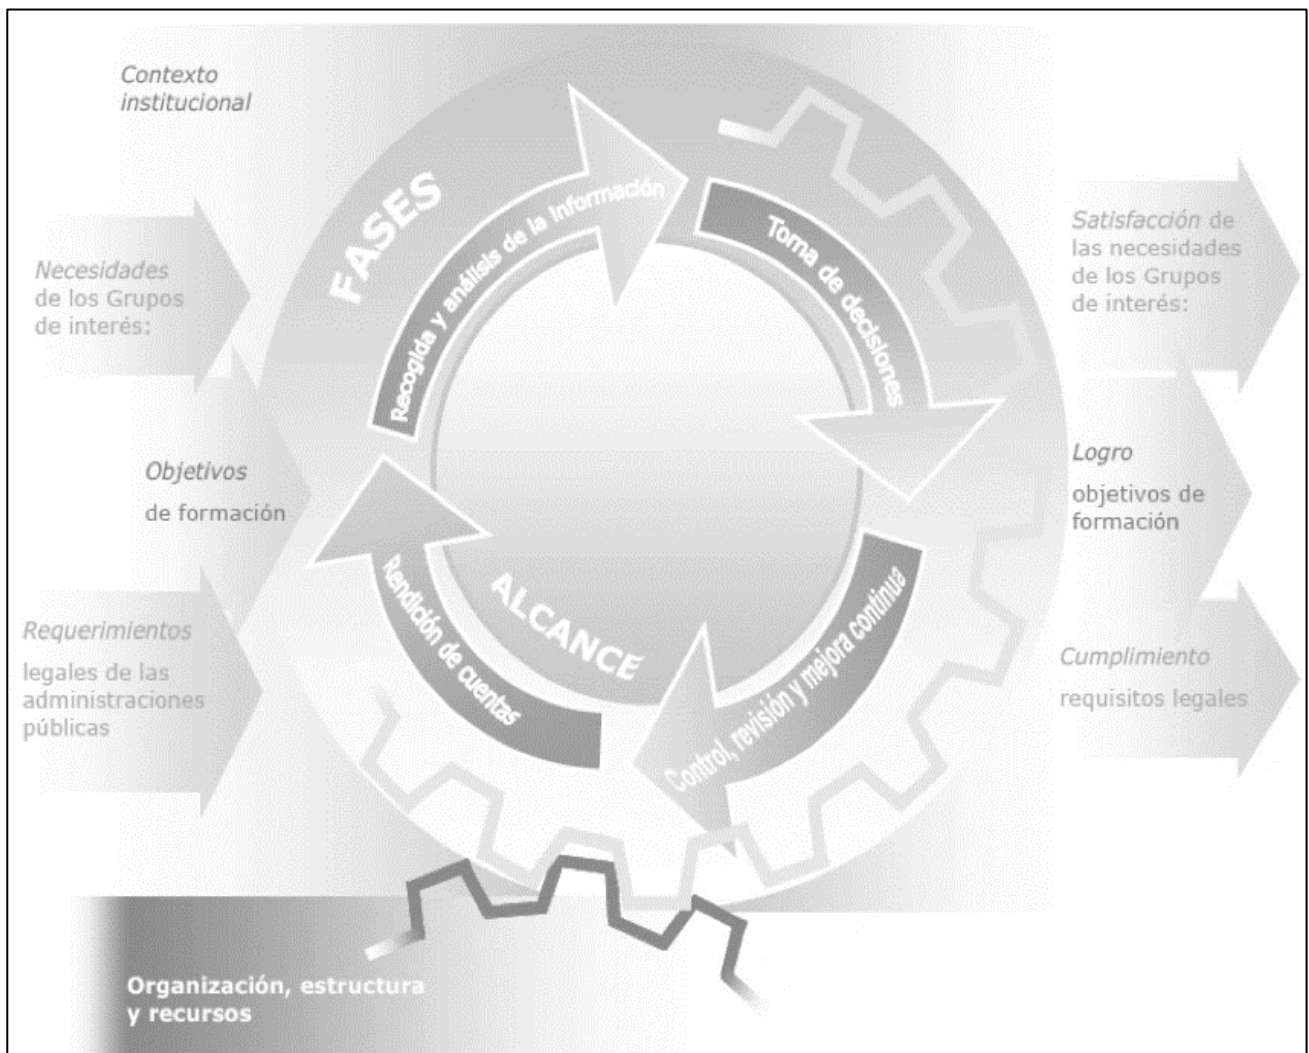 Contexto
institucional
FASES
Recogida y análisis de la Información
Toma de decisiones
Control, revisión y mejora continua
Rendición de cuentas
ALCANCE
Necesidades
de los Grupos
de interés:
Objetivos
de formación
Requerimientos
legales de las
administraciones
públicas
Satisfacción de
las necesidades
de los Grupos
de interés:
Logro
objetivos de
formación
Cumplimiento
requisitos legales
Organización, estructura
y recursos